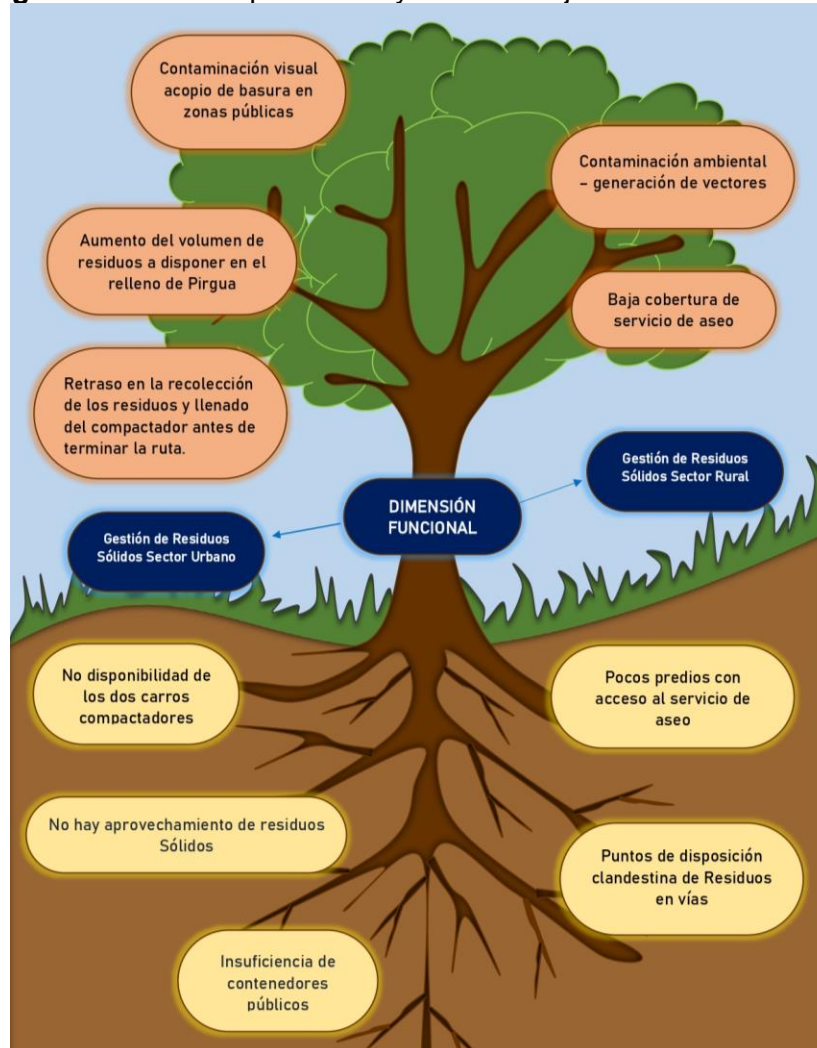 Contaminación visual
acopio de basura en
zonas públicas
Contaminación ambiental
– generación de vectores
Aumento del volumen de
residuos a disponer en el
relleno de Pirgua
Baja cobertura de
servicio de aseo
Retraso en la recolección
de los residuos y llenado
del compactador antes de
terminar la ruta.
Gestión de Residuos
Sólidos Sector Rural
DIMENSIÓN
FUNCIONAL
Gestión de Residuos
Sólidos Sector Urbano
No disponibilidad de
los dos carros
compactadores
Pocos predios con
acceso al servicio de
aseo
No hay aprovechamiento de residuos
Sólidos
Puntos de disposición
clandestina de Residuos
en vías
Insuficiencia de
contenedores
públicos